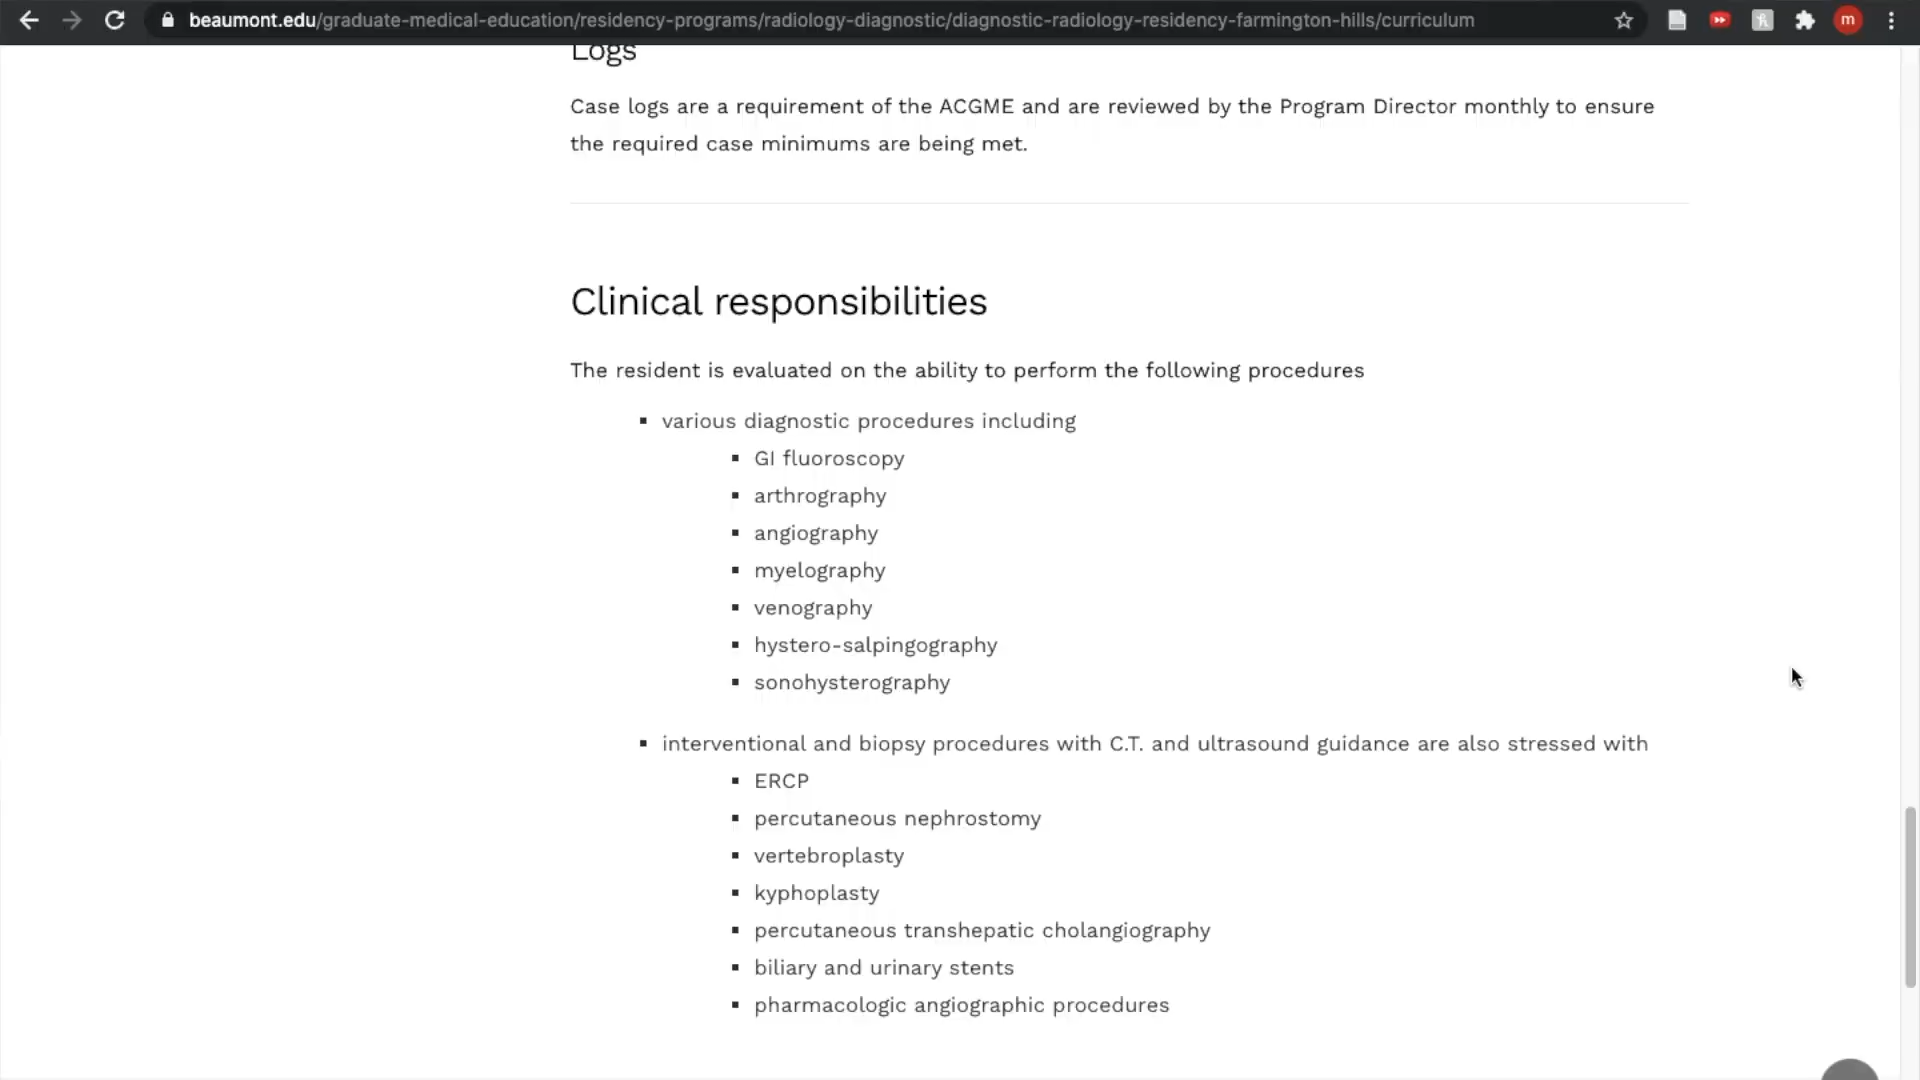 beaumont.edu/graduate-medical-education/residency-programs/radiology-diagnostic/diagnostic-radiology-residency-farmington-hills/curriculum
m
Logs
Case logs are a requirement of the ACGME and are reviewed by the Program Director monthly to ensure
the required case minimums are being met.
Clinical responsibilities
The resident is evaluated on the ability to perform the following procedures
various diagnostic procedures including
GI fluoroscopy
arthrography
angiography
myelography
venography
hystero-salpingography
sonohysterography
interventional and biopsy procedures with C.T. and ultrasound guidance are also stressed with
ERCP
percutaneous nephrostomy
vertebroplasty
kyphoplasty
percutaneous transhepatic cholangiography
biliary and urinary stents
pharmacologic angiographic procedures